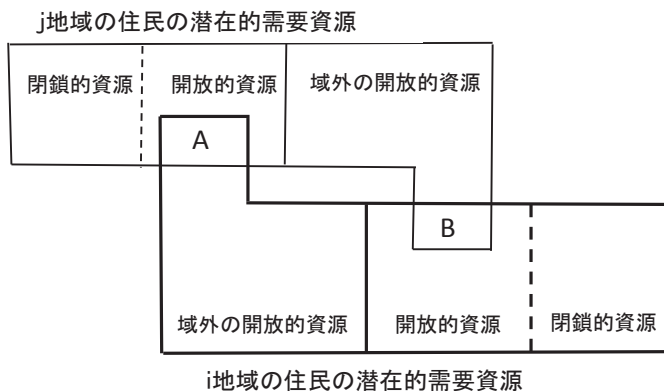 j地域の住民の潜在的需要資源
閉鎖的資源 開放的資源 域外の開放的資源
A
B
域外の開放的資源 開放的資源 閉鎖的資源
i地域の住民の潜在的需要資源